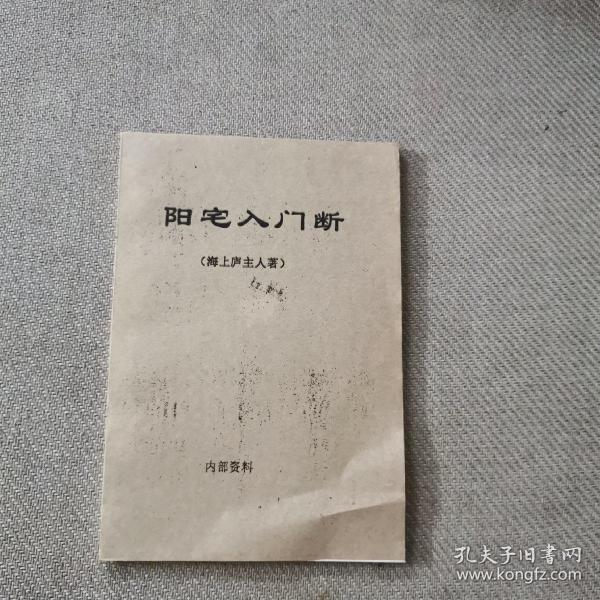 阳宅入门断
（海上庐主人著）
内部资料
孔夫子旧书网
www.kongfz.com